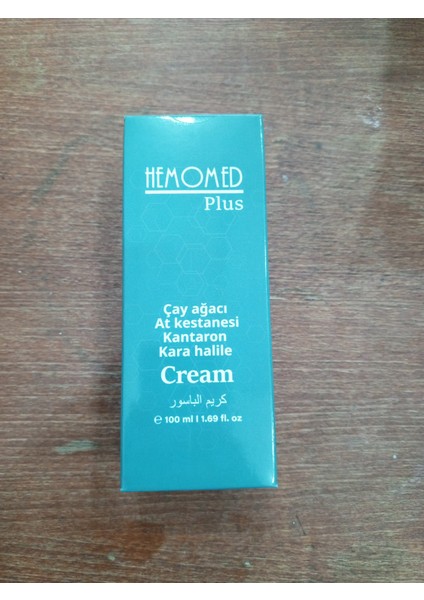 HEMOMED
Plus
Çay ağacı
At kestanesi
Kantaron
Kara halile
Cream
كريم الباسور
℮ 100 ml | 1.69 fl. oz